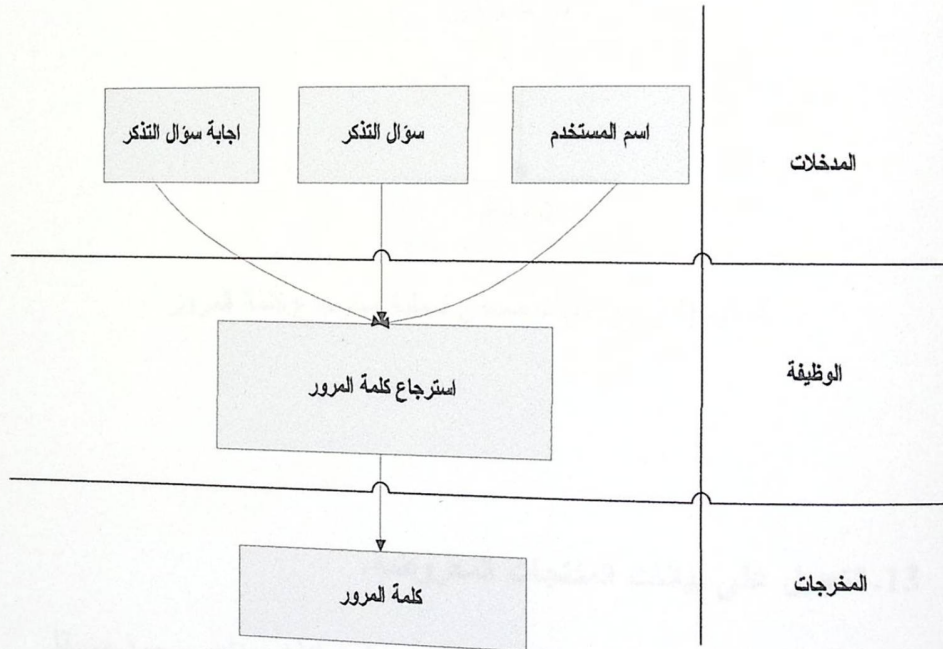 اسم المستخدم
سؤال التذكر
اجابة سؤال التذكر
المدخلات
استرجاع كلمة المرور
الوظيفة
كلمة المرور
المخرجات